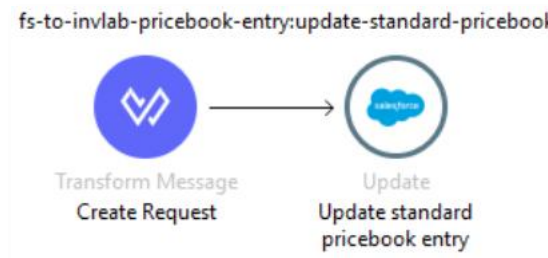 fs-to-invlab-pricebook-entry:update-standard-pricebook
salesforce
Transform Message
Update
Create Request
Update standard
pricebook entry